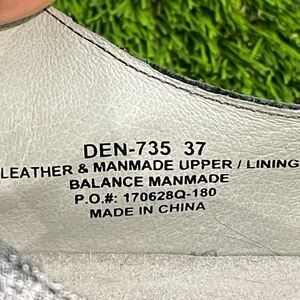 DEN-735 37
LEATHER & MANMADE UPPER / LINING
BALANCE MANMADE
P.O.#: 170628Q-180
MADE IN CHINA